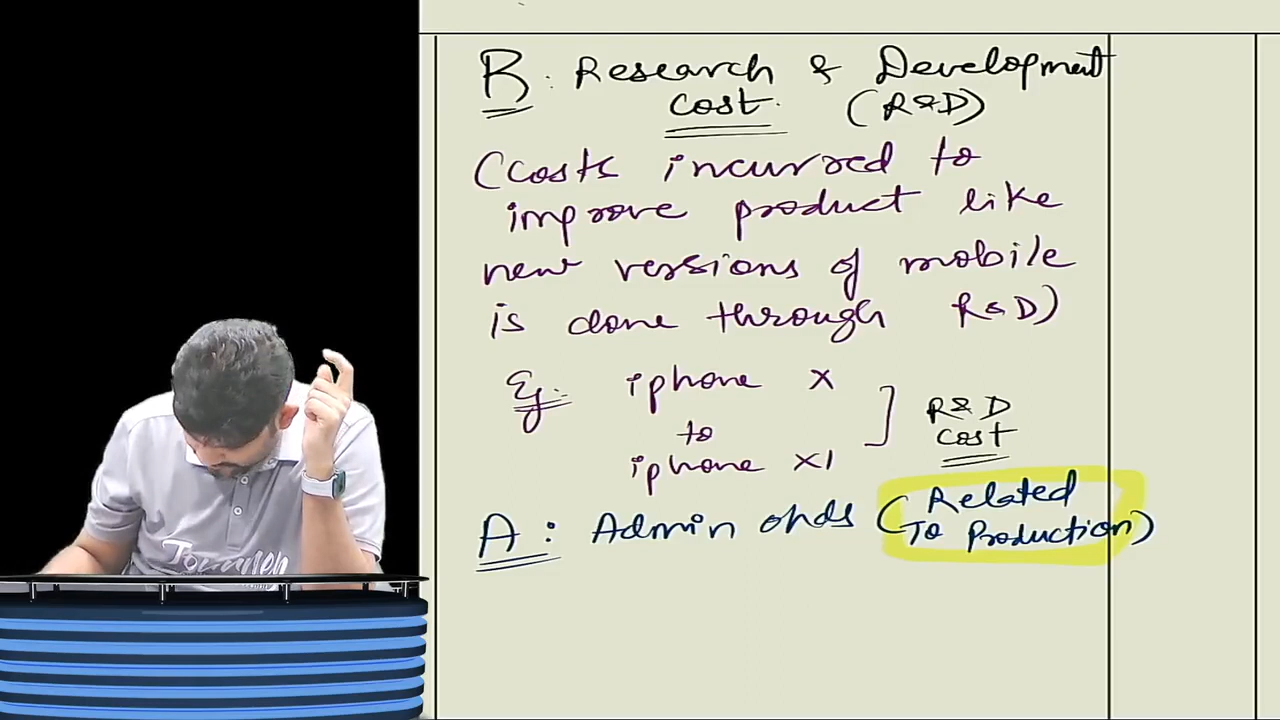 R : Research & Development
cost. (R&D)
(costs incurred to
improve product like
new versions of mobile
is done through R&D)
Eg: iphone X
to
iphone XI
] R&D
cost
A : Admin ohds (Related
To Production)